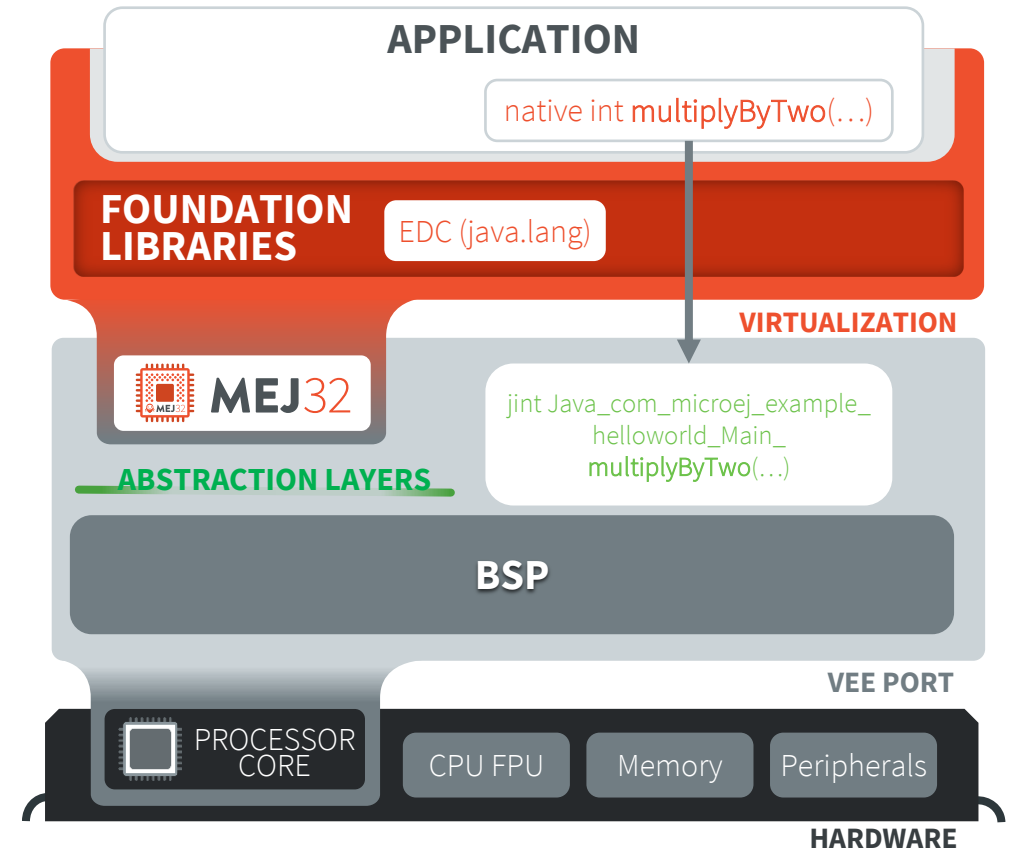 APPLICATION
native int multiplyByTwo(...)
FOUNDATION
LIBRARIES
EDC (java.lang)
VIRTUALIZATION
MEJ32
MEJ32
jint Java_com_microej_example_
helloworld_Main_
multiplyByTwo(...)
ABSTRACTION LAYERS
BSP
VEE PORT
PROCESSOR
CORE
CPU FPU
Memory
Peripherals
HARDWARE